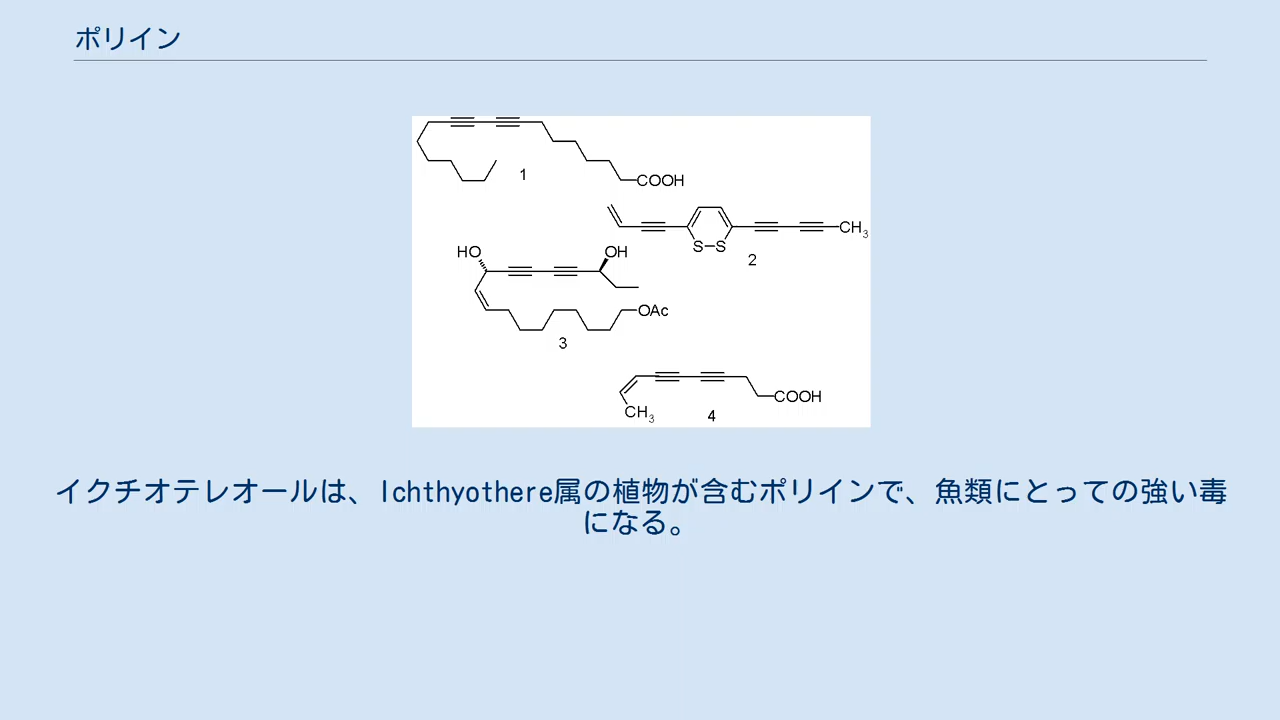 ポリイン
COOH
1
S–S
CH3
2
HO
OH
OAc
3
CH3
COOH
4
イクチオテレオールは、Ichthyothere属の植物が含むポリインで、魚類にとっての強い毒
になる。